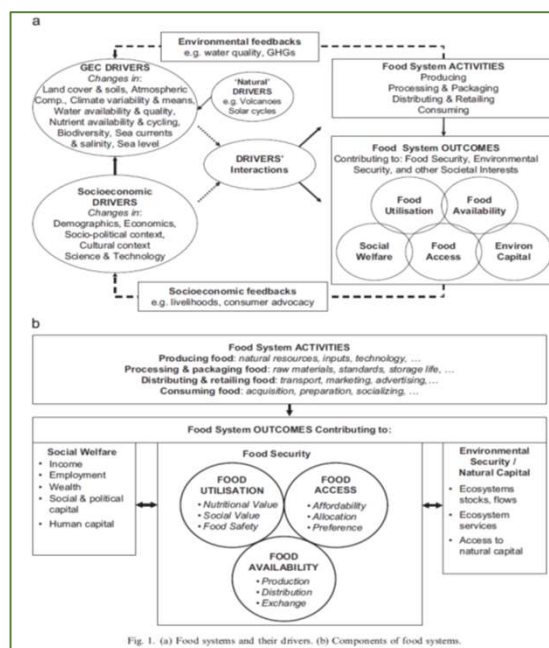 a
Environmental feedbacks
e.g. water quality, GHGs
GEC DRIVERS
Changes in:
Land cover & soils, Atmospheric
Comp., Climate variability & means,
Water availability & quality,
Nutrient availability & cycling,
Biodiversity, Sea currents
& salinity, Sea level
'Natural'
DRIVERS
e.g. Volcanoes
Solar cycles
DRIVERS'
Interactions
Socioeconomic
DRIVERS
Changes in:
Demographics, Economics,
Socio-political context,
Cultural context
Science & Technology
Food System ACTIVITIES
Producing
Processing & Packaging
Distributing & Retailing
Consuming
Food System OUTCOMES
Contributing to: Food Security, Environmental
Security, and other Societal Interests
Food
Utilisation
Food
Availability
Social
Welfare
Food
Access
Environ
Capital
Socioeconomic feedbacks
e.g. livelihoods, consumer advocacy
b
Food System ACTIVITIES
Producing food: natural resources, inputs, technology, ...
Processing & packaging food: raw materials, standards, storage life, ...
Distributing & retailing food: transport, marketing, advertising, ...
Consuming food: acquisition, preparation, socializing, ...
Food System OUTCOMES Contributing to:
Social Welfare
• Income
• Employment
• Wealth
• Social & political
capital
• Human capital
Food Security
FOOD
UTILISATION
• Nutritional Value
• Social Value
• Food Safety
FOOD
ACCESS
• Affordability
• Allocation
• Preference
FOOD
AVAILABILITY
• Production
• Distribution
• Exchange
Environmental
Security /
Natural Capital
• Ecosystems
stocks, flows
• Ecosystem
services
• Access to
natural capital
Fig. 1. (a) Food systems and their drivers. (b) Components of food systems.